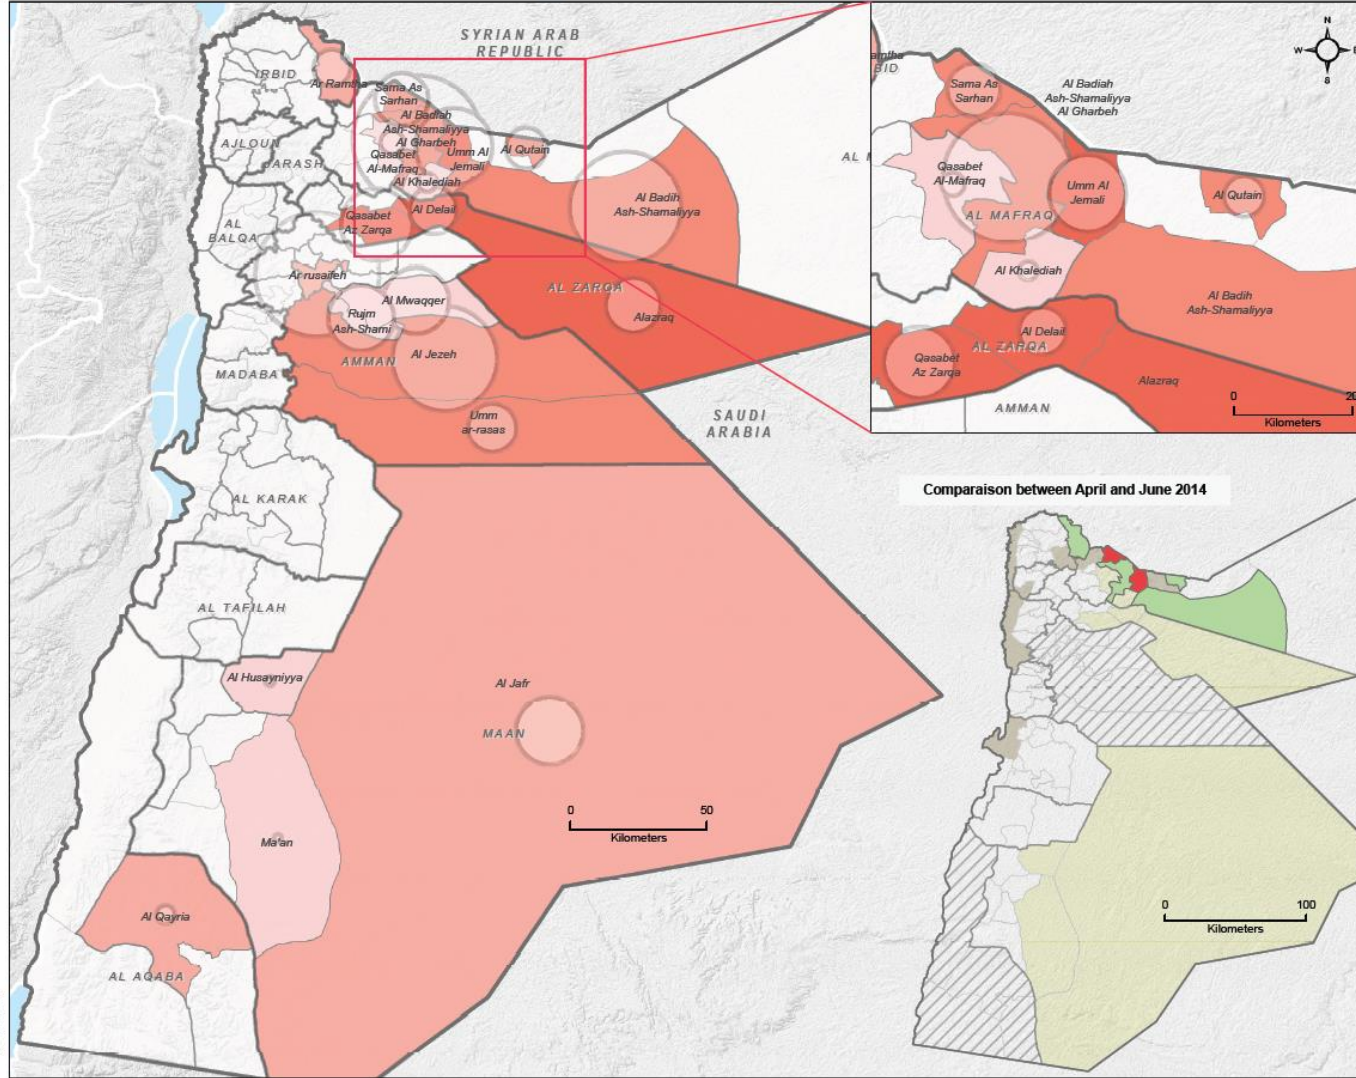 SYRIAN ARAB
REPUBLIC
IRBID
Ar Ramtha
Sama As
Sarhan
Al Badiah
Ash-Shamaliyya
Al Gharbeh
AJLOUN
JARASH
Qasabet
Al-Mafraq
Umm Al
Jemali
Al Qutain
Al Khalediah
Al Badih
Ash-Shamaliyya
AL
BALQA
Qasabet
Az Zarqa
Al Delail
Ar rusaifeh
Al Mwaqqer
AL ZARQA
Alazraq
Rujm
Ash-Shami
AMMAN
Al Jezeh
MADABA
Umm
ar-rasas
SAUDI
ARABIA
AL KARAK
AL TAFILAH
Al Husayniyya
Al Jafr
MAAN
0 50
Kilometers
Ma'an
Al Qayria
AL AQABA
N
W
S
Sama As
Sarhan
Al Badiah
Ash-Shamaliyya
Al Gharbeh
Qasabet
Al-Mafraq
Umm Al
Jemali
Al Qutain
AL MAFRAQ
Al Khalediah
Al Badih
Ash-Shamaliyya
Al Delail
AL ZARQA
Qasabet
Az Zarqa
Alazraq
AMMAN
0 20
Kilometers
Comparaison between April and June 2014
0 100
Kilometers